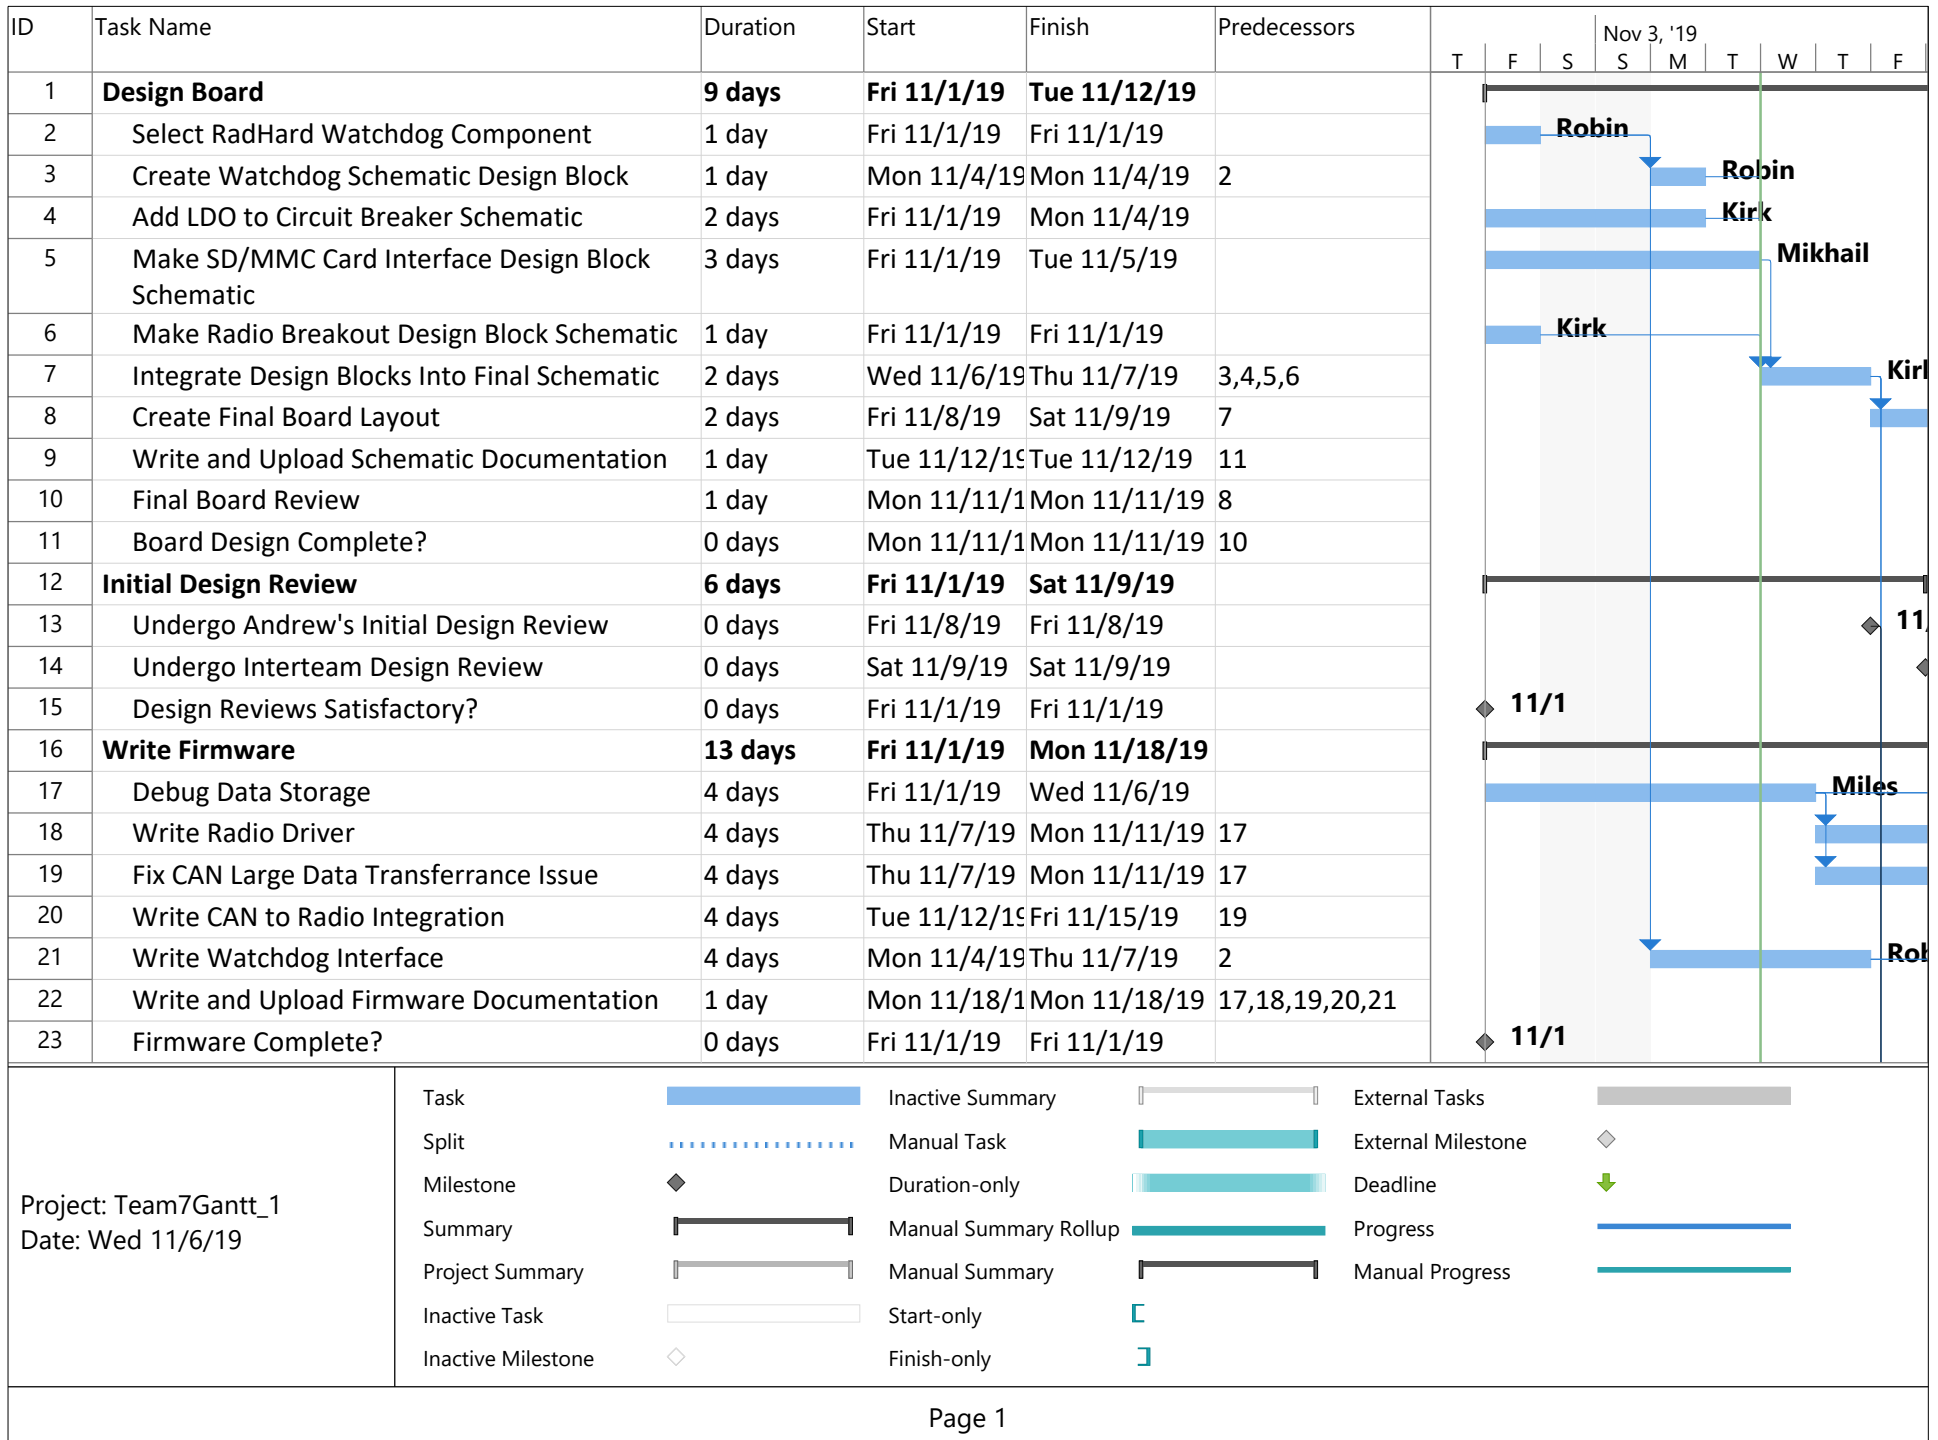 ID Task Name Duration Start Finish Predecessors
Nov 3, '19
T F S S M T W T F
1 Design Board 9 days Fri 11/1/19 Tue 11/12/19
2 Select RadHard Watchdog Component 1 day Fri 11/1/19 Fri 11/1/19 Robin
3 Create Watchdog Schematic Design Block 1 day Mon 11/4/19 Mon 11/4/19 2 Robin
4 Add LDO to Circuit Breaker Schematic 2 days Fri 11/1/19 Mon 11/4/19 Kirk
5 Make SD/MMC Card Interface Design Block 3 days Fri 11/1/19 Tue 11/5/19 Mikhail
Schematic
6 Make Radio Breakout Design Block Schematic 1 day Fri 11/1/19 Fri 11/1/19 Kirk
7 Integrate Design Blocks Into Final Schematic 2 days Wed 11/6/19 Thu 11/7/19 3,4,5,6
8 Create Final Board Layout 2 days Fri 11/8/19 Sat 11/9/19 7
9 Write and Upload Schematic Documentation 1 day Tue 11/12/19 Tue 11/12/19 11
10 Final Board Review 1 day Mon 11/11/1 Mon 11/11/19 8
11 Board Design Complete? 0 days Mon 11/11/1 Mon 11/11/19 10
12 Initial Design Review 6 days Fri 11/1/19 Sat 11/9/19
13 Undergo Andrew's Initial Design Review 0 days Fri 11/8/19 Fri 11/8/19 11/
14 Undergo Interteam Design Review 0 days Sat 11/9/19 Sat 11/9/19
15 Design Reviews Satisfactory? 0 days Fri 11/1/19 Fri 11/1/19 11/1
16 Write Firmware 13 days Fri 11/1/19 Mon 11/18/19
17 Debug Data Storage 4 days Fri 11/1/19 Wed 11/6/19 Miles
18 Write Radio Driver 4 days Thu 11/7/19 Mon 11/11/19 17
19 Fix CAN Large Data Transferrance Issue 4 days Thu 11/7/19 Mon 11/11/19 17
20 Write CAN to Radio Integration 4 days Tue 11/12/19 Fri 11/15/19 19
21 Write Watchdog Interface 4 days Mon 11/4/19 Thu 11/7/19 2
22 Write and Upload Firmware Documentation 1 day Mon 11/18/1 Mon 11/18/19 17,18,19,20,21
23 Firmware Complete? 0 days Fri 11/1/19 Fri 11/1/19 11/1
Project: Team7Gantt_1
Date: Wed 11/6/19
Task Inactive Summary External Tasks
Split Manual Task External Milestone
Milestone Duration-only Deadline
Summary Manual Summary Rollup Progress
Project Summary Manual Summary Manual Progress
Inactive Task Start-only
Inactive Milestone Finish-only
Page 1